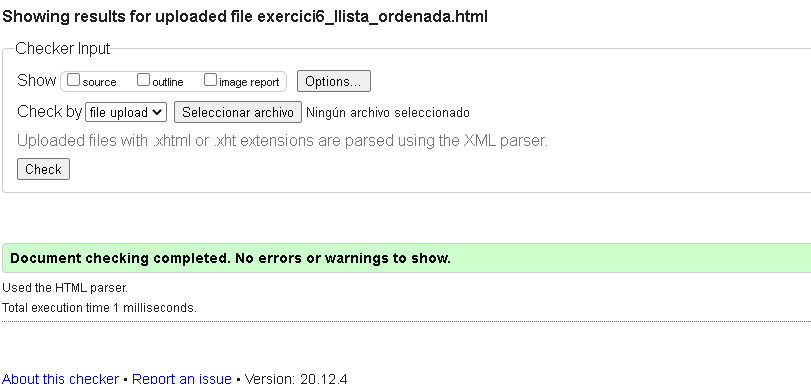 Showing results for uploaded file exercici6_llista_ordenada.html
Checker Input
Show source outline image report Options...
Check by file upload Seleccionar archivo Ningún archivo seleccionado
Uploaded files with .xhtml or .xht extensions are parsed using the XML parser.
Check
Document checking completed. No errors or warnings to show.
Used the HTML parser.
Total execution time 1 milliseconds.
About this checker • Report an issue • Version: 20.12.4